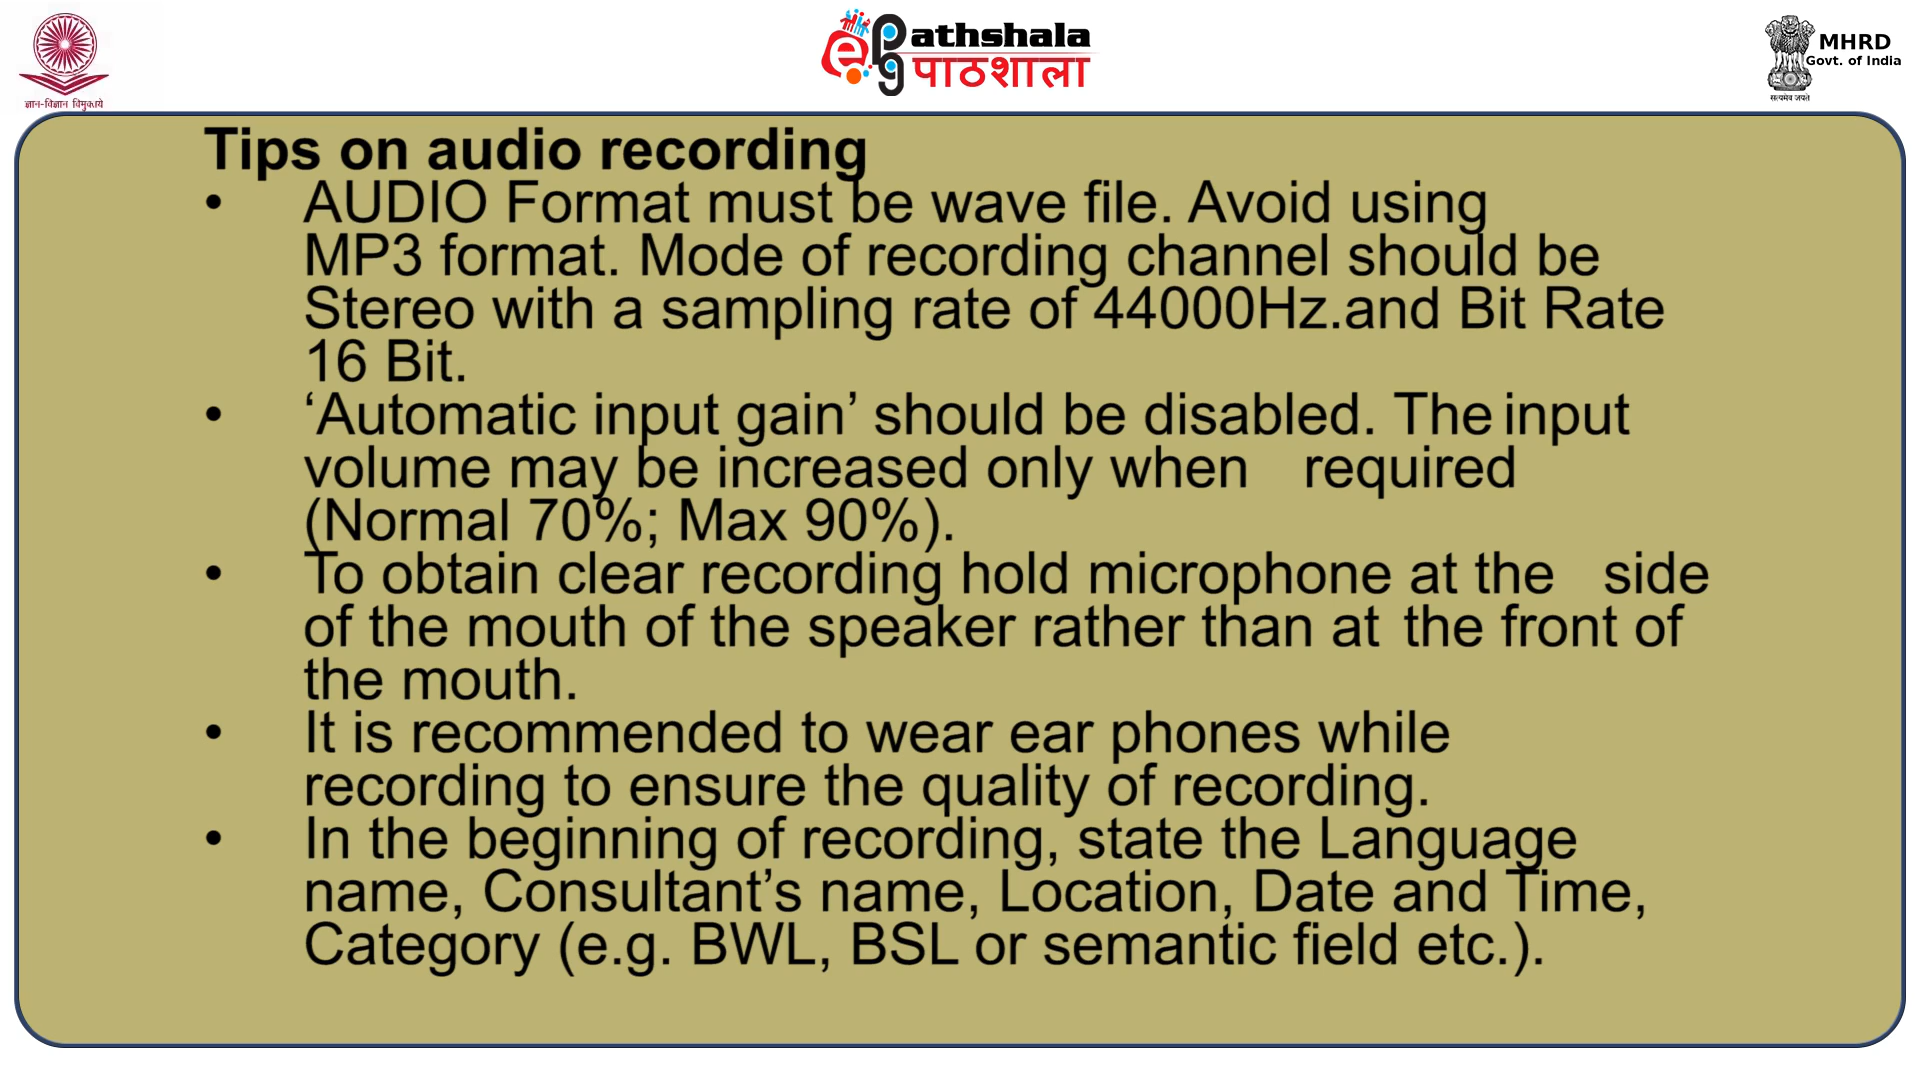 ज्ञान-विज्ञान विमुक्तये
ePathshala
पाठशाला
MHRD
Govt. of India
सत्यमेव जयते
Tips on audio recording
• AUDIO Format must be wave file. Avoid using
MP3 format. Mode of recording channel should be
Stereo with a sampling rate of 44000Hz.and Bit Rate
16 Bit.
• ‘Automatic input gain’ should be disabled. The input
volume may be increased only when required
(Normal 70%; Max 90%).
• To obtain clear recording hold microphone at the side
of the mouth of the speaker rather than at the front of
the mouth.
• It is recommended to wear ear phones while
recording to ensure the quality of recording.
• In the beginning of recording, state the Language
name, Consultant’s name, Location, Date and Time,
Category (e.g. BWL, BSL or semantic field etc.).